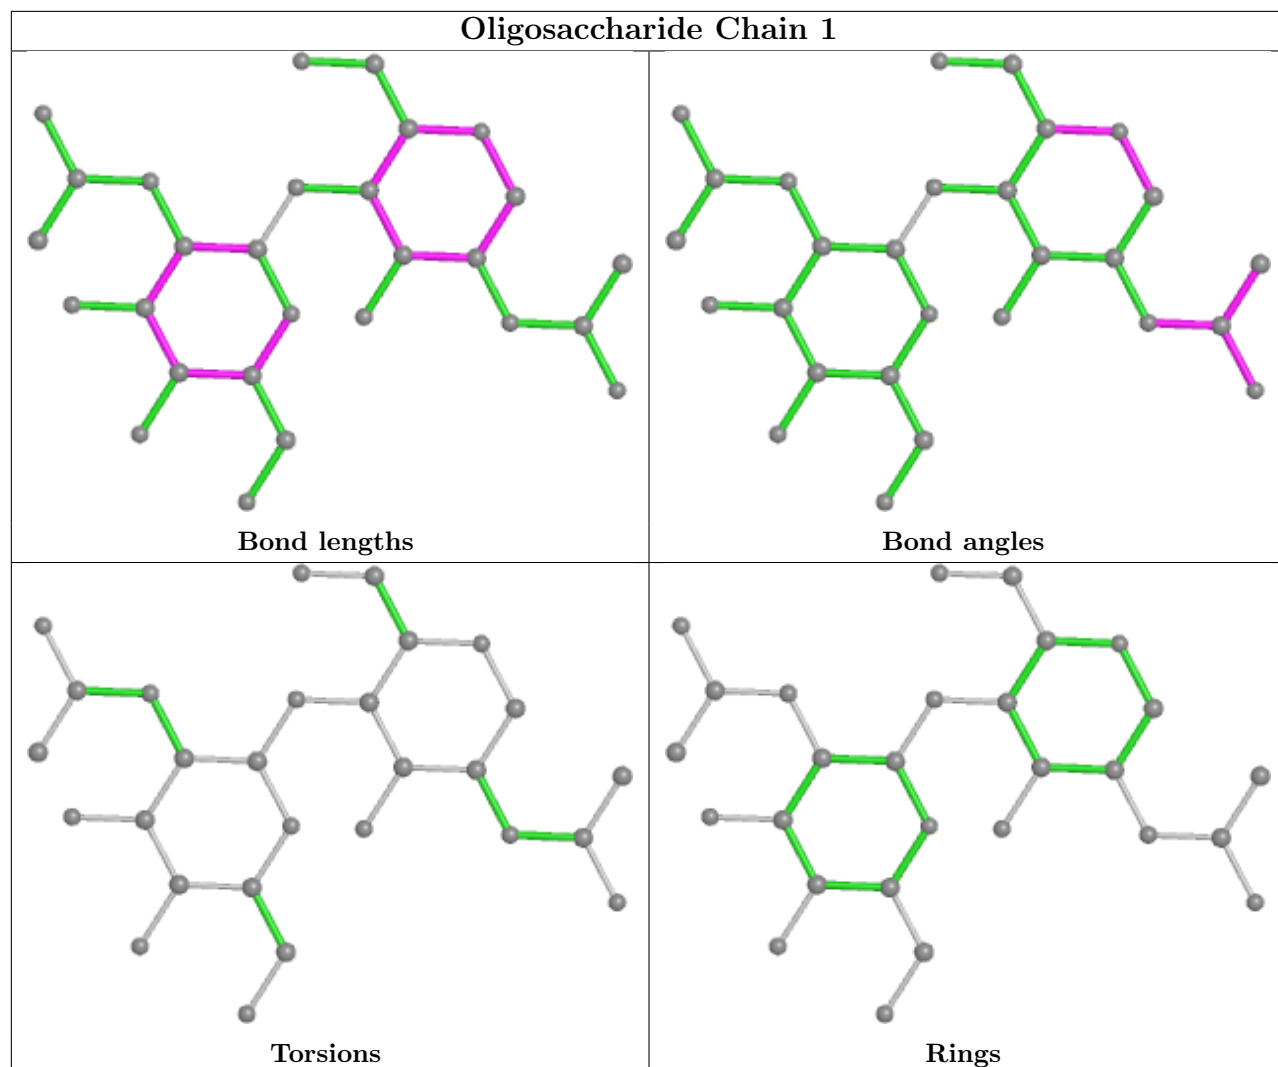 Oligosaccharide Chain 1
Bond lengths
Bond angles
Torsions
Rings